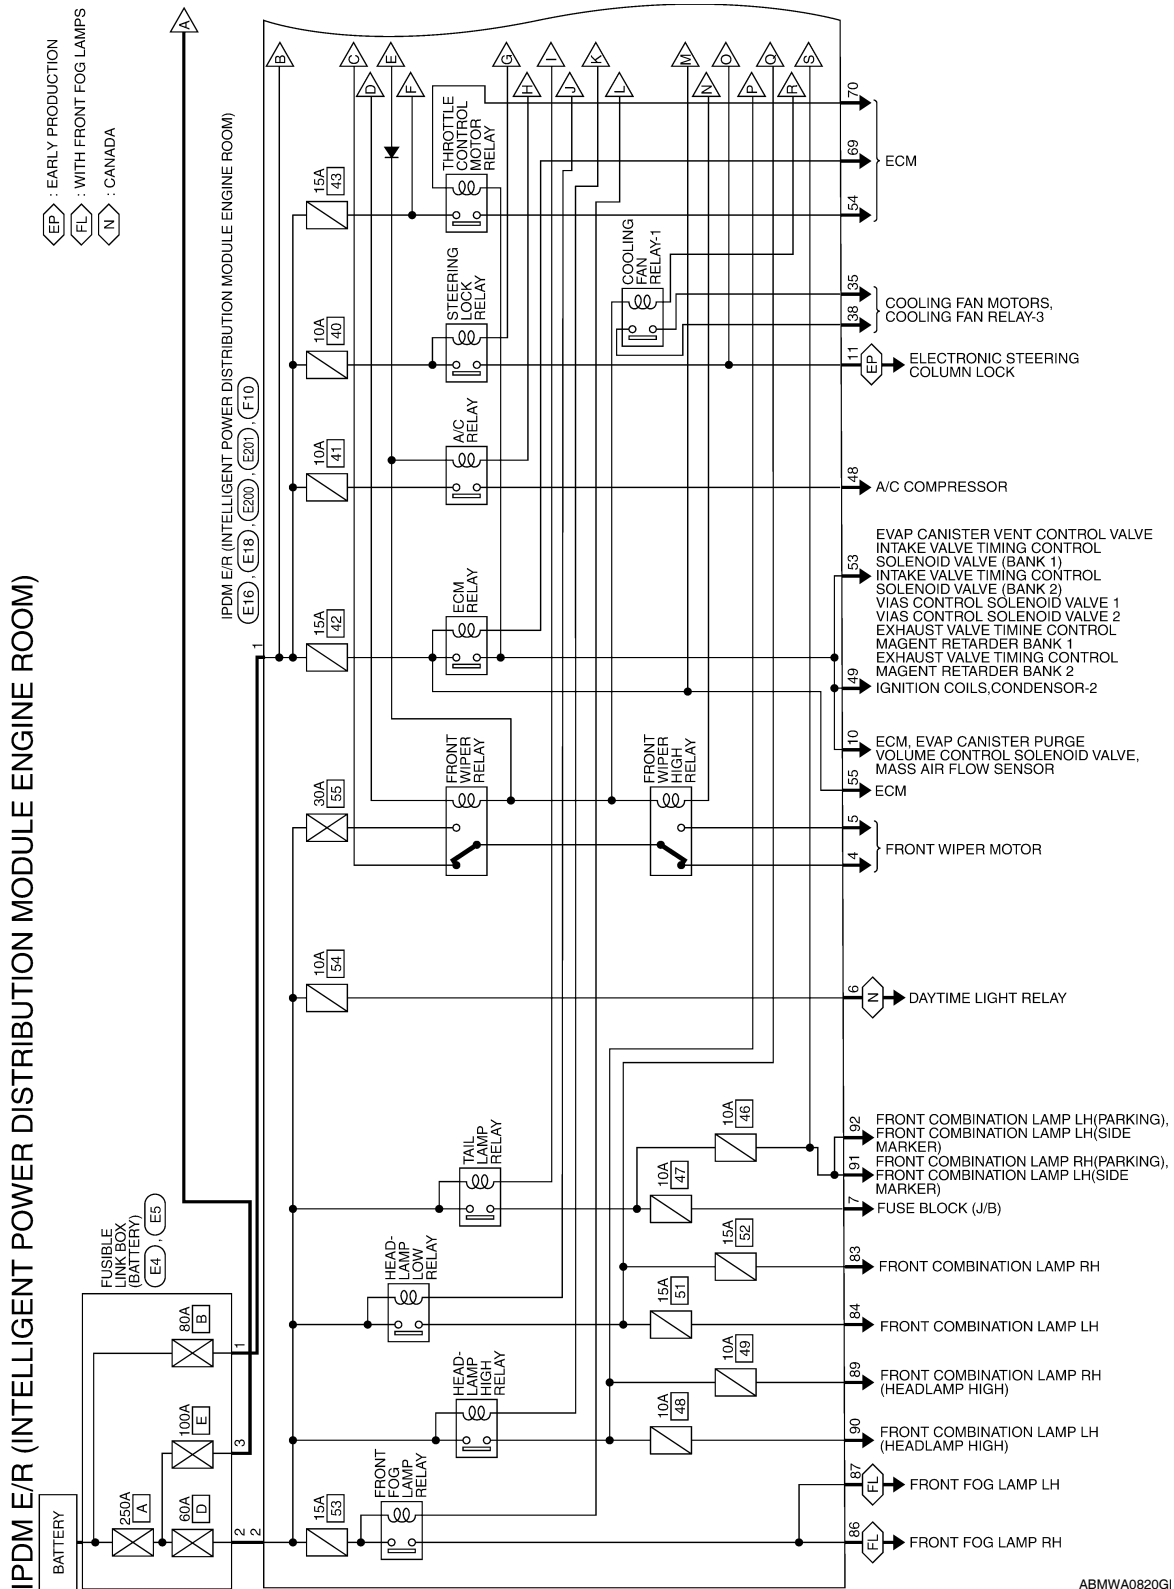 IPDM E/R (INTELLIGENT POWER DISTRIBUTION MODULE ENGINE ROOM)
EP : EARLY PRODUCTION
FL : WITH FRONT FOG LAMPS
N : CANADA
A
IPDM E/R (INTELLIGENT POWER DISTRIBUTION MODULE ENGINE ROOM)
E16 , E18 , E200 , E201 , F10
B
C
E
G
I
K
M
O
Q
S
D
F
H
J
L
N
P
R
70
69
54
ECM
15A
43
THROTTLE
CONTROL
MOTOR
RELAY
10A
40
STEERING
LOCK
RELAY
COOLING
FAN
RELAY-1
35
38
COOLING FAN MOTORS,
COOLING FAN RELAY-3
11
EP
ELECTRONIC STEERING
COLUMN LOCK
10A
41
A/C
RELAY
48
A/C COMPRESSOR
15A
42
ECM
RELAY
1
53
EVAP CANISTER VENT CONTROL VALVE
INTAKE VALVE TIMING CONTROL
SOLENOID VALVE (BANK 1)
INTAKE VALVE TIMING CONTROL
SOLENOID VALVE (BANK 2)
VIAS CONTROL SOLENOID VALVE 1
VIAS CONTROL SOLENOID VALVE 2
EXHAUST VALVE TIMINE CONTROL
MAGENT RETARDER BANK 1
EXHAUST VALVE TIMING CONTROL
MAGENT RETARDER BANK 2
49
IGNITION COILS,CONDENSOR-2
10
ECM, EVAP CANISTER PURGE
VOLUME CONTROL SOLENOID VALVE,
MASS AIR FLOW SENSOR
55
ECM
30A
55
FRONT
WIPER
RELAY
FRONT
WIPER
HIGH
RELAY
5
4
FRONT WIPER MOTOR
10A
54
6
N
DAYTIME LIGHT RELAY
TAIL
LAMP
RELAY
10A
46
10A
47
92
FRONT COMBINATION LAMP LH(PARKING),
FRONT COMBINATION LAMP LH(SIDE
MARKER)
91
FRONT COMBINATION LAMP RH(PARKING),
FRONT COMBINATION LAMP LH(SIDE
MARKER)
7
FUSE BLOCK (J/B)
FUSIBLE
LINK BOX
(BATTERY)
E4 , E5
HEAD-
LAMP
LOW
RELAY
15A
52
83
FRONT COMBINATION LAMP RH
15A
51
84
FRONT COMBINATION LAMP LH
80A
B
1
HEAD-
LAMP
HIGH
RELAY
10A
49
89
FRONT COMBINATION LAMP RH
(HEADLAMP HIGH)
10A
48
90
FRONT COMBINATION LAMP LH
(HEADLAMP HIGH)
100A
E
3
87
FL
FRONT FOG LAMP LH
BATTERY
250A
A
60A
D
2
2
15A
53
FRONT
FOG
LAMP
RELAY
86
FL
FRONT FOG LAMP RH
ABMWA0820GI